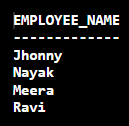 EMPLOYEE_NAME
-------------
Jhonny
Nayak
Meera
Ravi